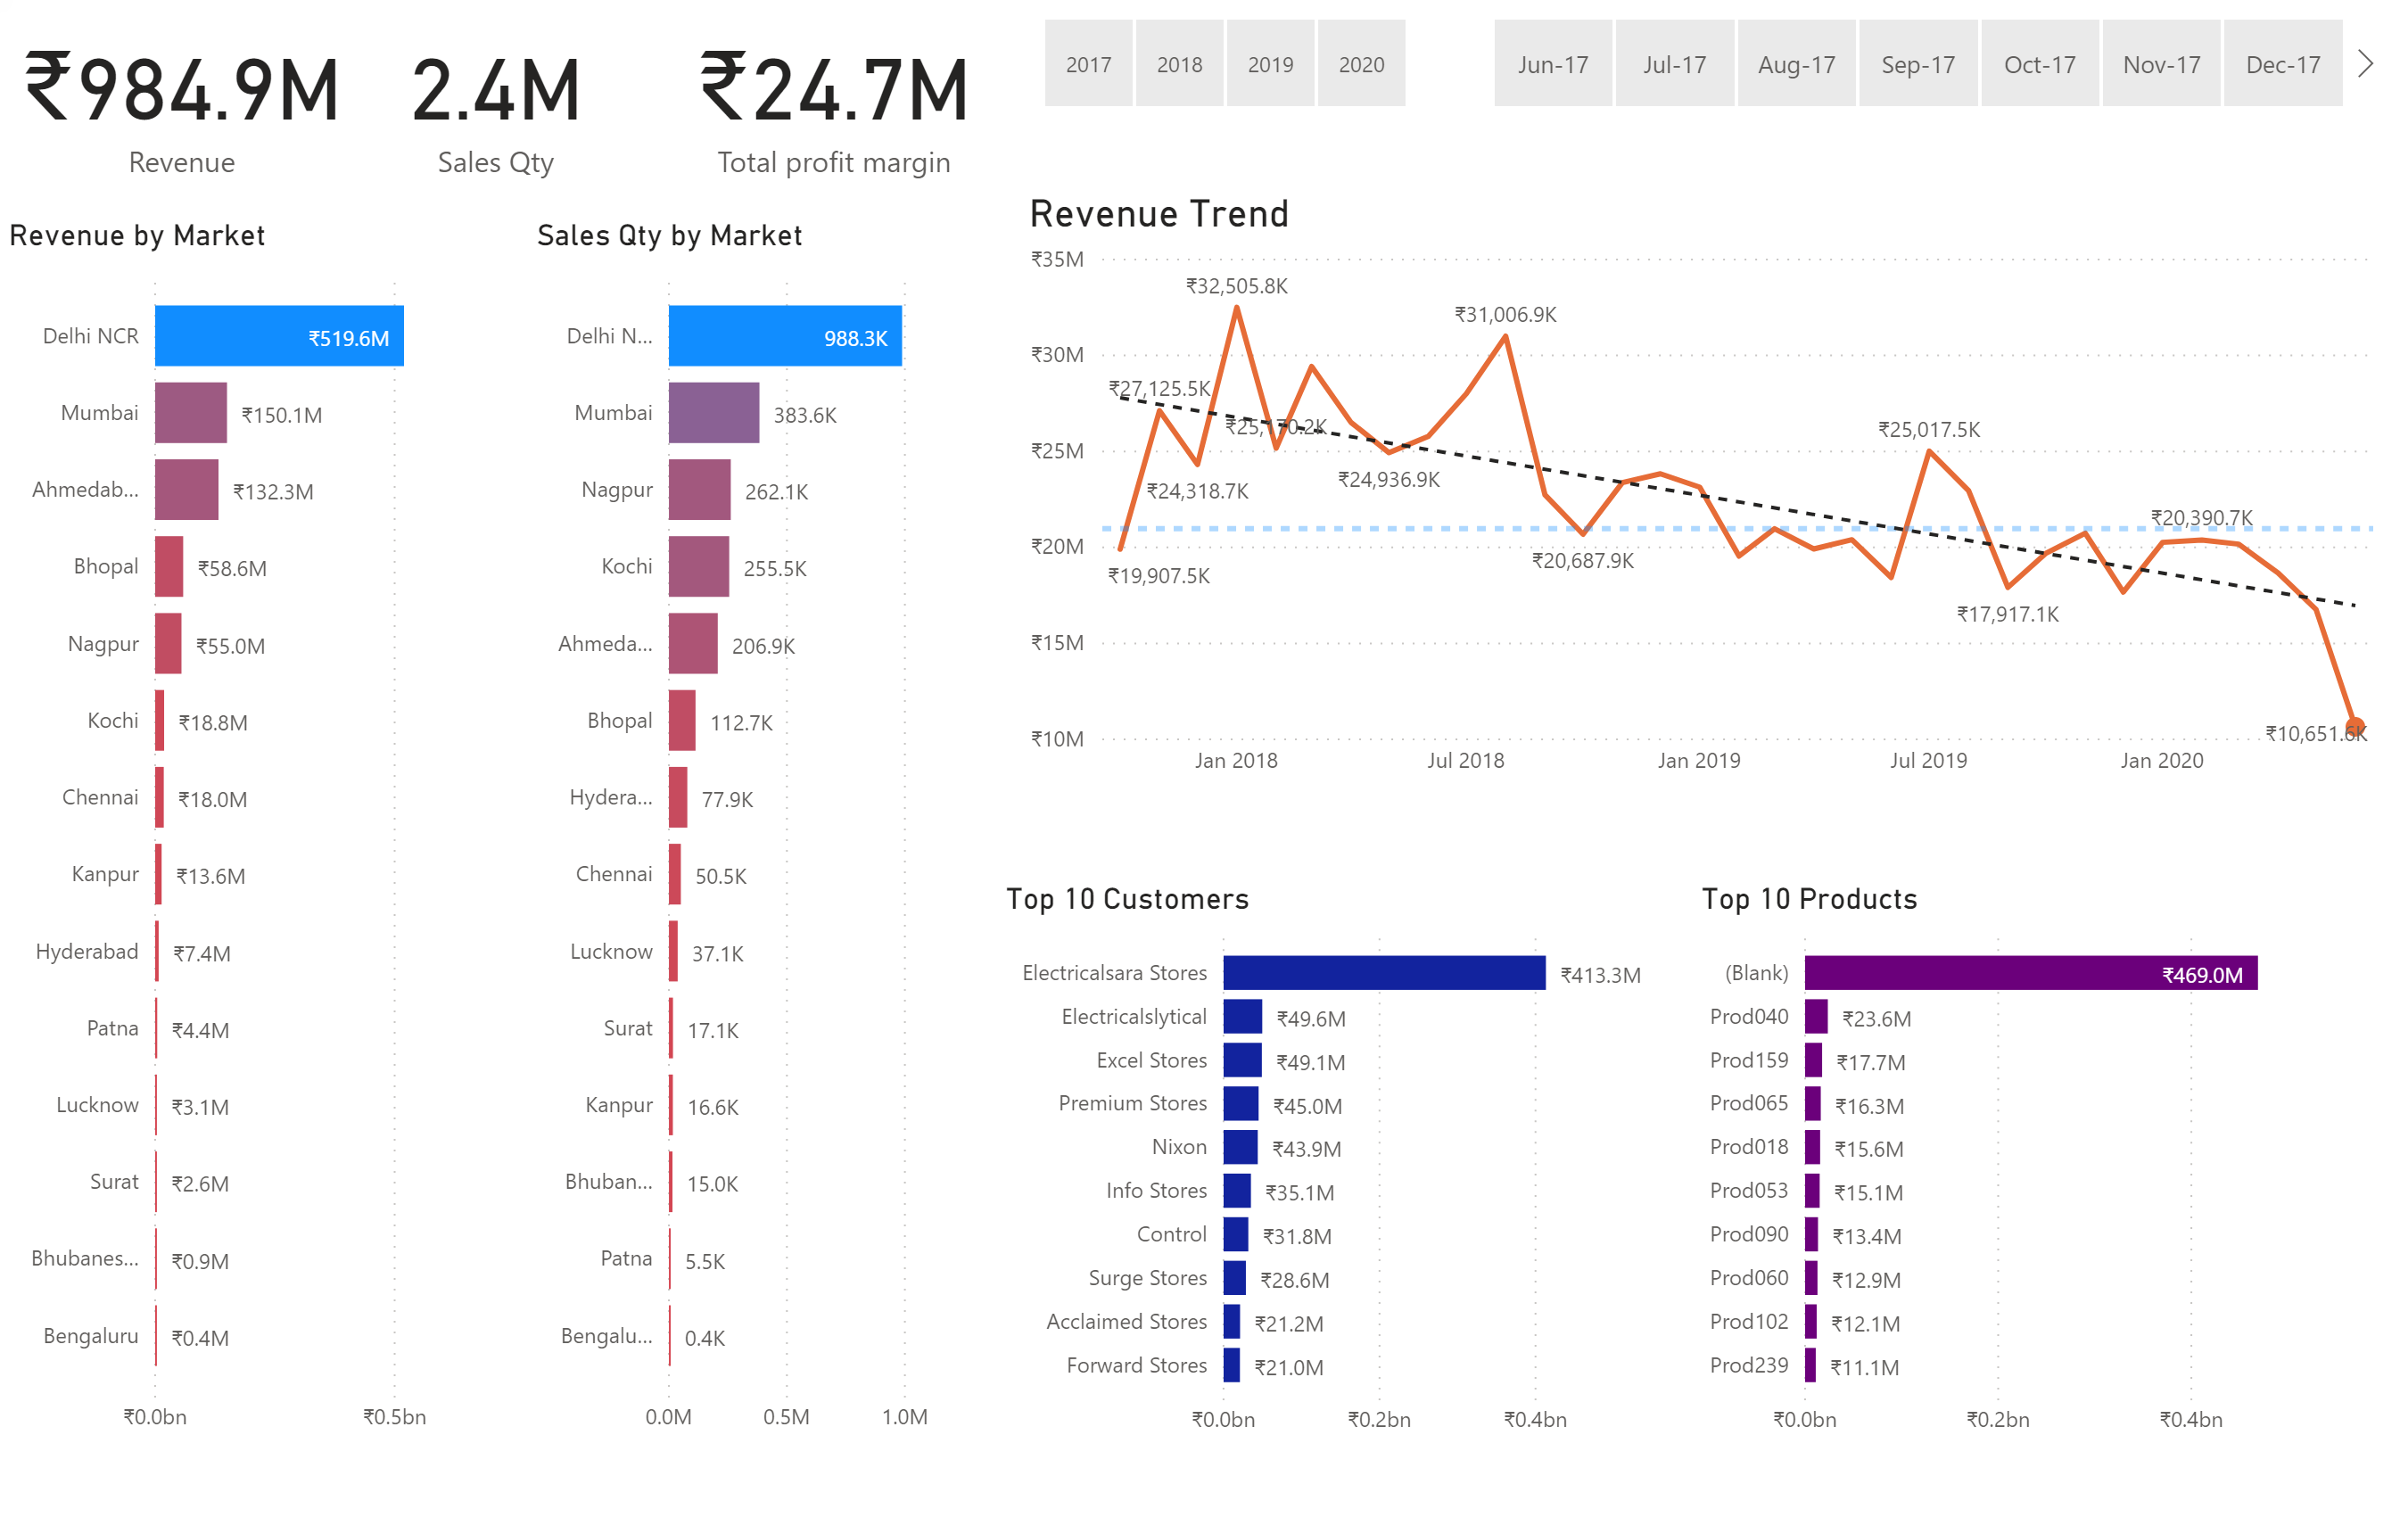 ₹984.9M
Revenue
2.4M
Sales Qty
₹24.7M
Total profit margin
2017 2018 2019 2020
Jun-17 Jul-17 Aug-17 Sep-17 Oct-17 Nov-17 Dec-17
Revenue by Market
Delhi NCR ₹519.6M
Mumbai ₹150.1M
Ahmedab... ₹132.3M
Bhopal ₹58.6M
Nagpur ₹55.0M
Kochi ₹18.8M
Chennai ₹18.0M
Kanpur ₹13.6M
Hyderabad ₹7.4M
Patna ₹4.4M
Lucknow ₹3.1M
Surat ₹2.6M
Bhubanes... ₹0.9M
Bengaluru ₹0.4M
₹0.0bn ₹0.5bn
Sales Qty by Market
Delhi N... 988.3K
Mumbai 383.6K
Nagpur 262.1K
Kochi 255.5K
Ahmeda... 206.9K
Bhopal 112.7K
Hydera... 77.9K
Chennai 50.5K
Lucknow 37.1K
Surat 17.1K
Kanpur 16.6K
Bhuban... 15.0K
Patna 5.5K
Bengalu... 0.4K
0.0M 0.5M 1.0M
Revenue Trend
₹35M
₹32,505.8K
₹31,006.9K
₹30M
₹27,125.5K
₹25,170.2K
₹25,017.5K
₹25M
₹24,936.9K
₹24,318.7K
₹20,390.7K
₹20M
₹20,687.9K
₹19,907.5K
₹17,917.1K
₹15M
₹10,651.6K
₹10M
Jan 2018 Jul 2018 Jan 2019 Jul 2019 Jan 2020
Top 10 Customers
Electricalsara Stores ₹413.3M
Electricalslytical ₹49.6M
Excel Stores ₹49.1M
Premium Stores ₹45.0M
Nixon ₹43.9M
Info Stores ₹35.1M
Control ₹31.8M
Surge Stores ₹28.6M
Acclaimed Stores ₹21.2M
Forward Stores ₹21.0M
₹0.0bn ₹0.2bn ₹0.4bn
Top 10 Products
(Blank) ₹469.0M
Prod040 ₹23.6M
Prod159 ₹17.7M
Prod065 ₹16.3M
Prod018 ₹15.6M
Prod053 ₹15.1M
Prod090 ₹13.4M
Prod060 ₹12.9M
Prod102 ₹12.1M
Prod239 ₹11.1M
₹0.0bn ₹0.2bn ₹0.4bn